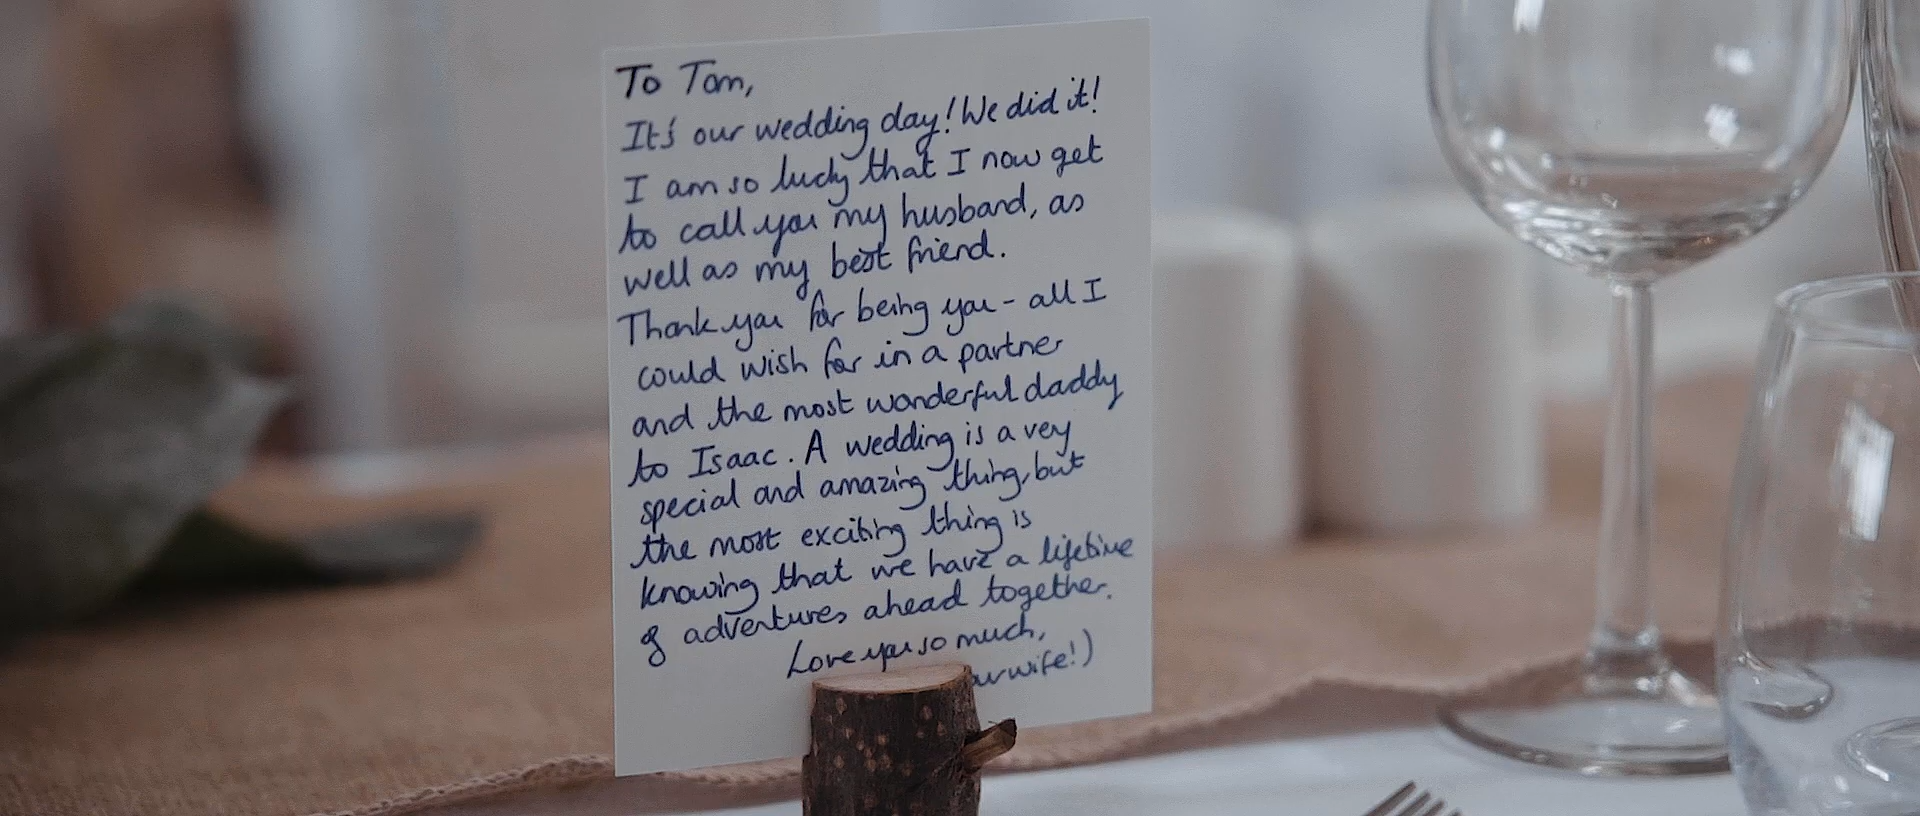 To Tom,
It's our wedding day! We did it!
I am so lucky that I now get
to call you my husband, as
well as my best friend.
Thank you for being you - all I
could wish for in a partner
and the most wonderful daddy
to Isaac. A wedding is a very
special and amazing thing, but
the most exciting thing is
knowing that we have a lifetime
of adventures ahead together.
Love you so much,
wife!)